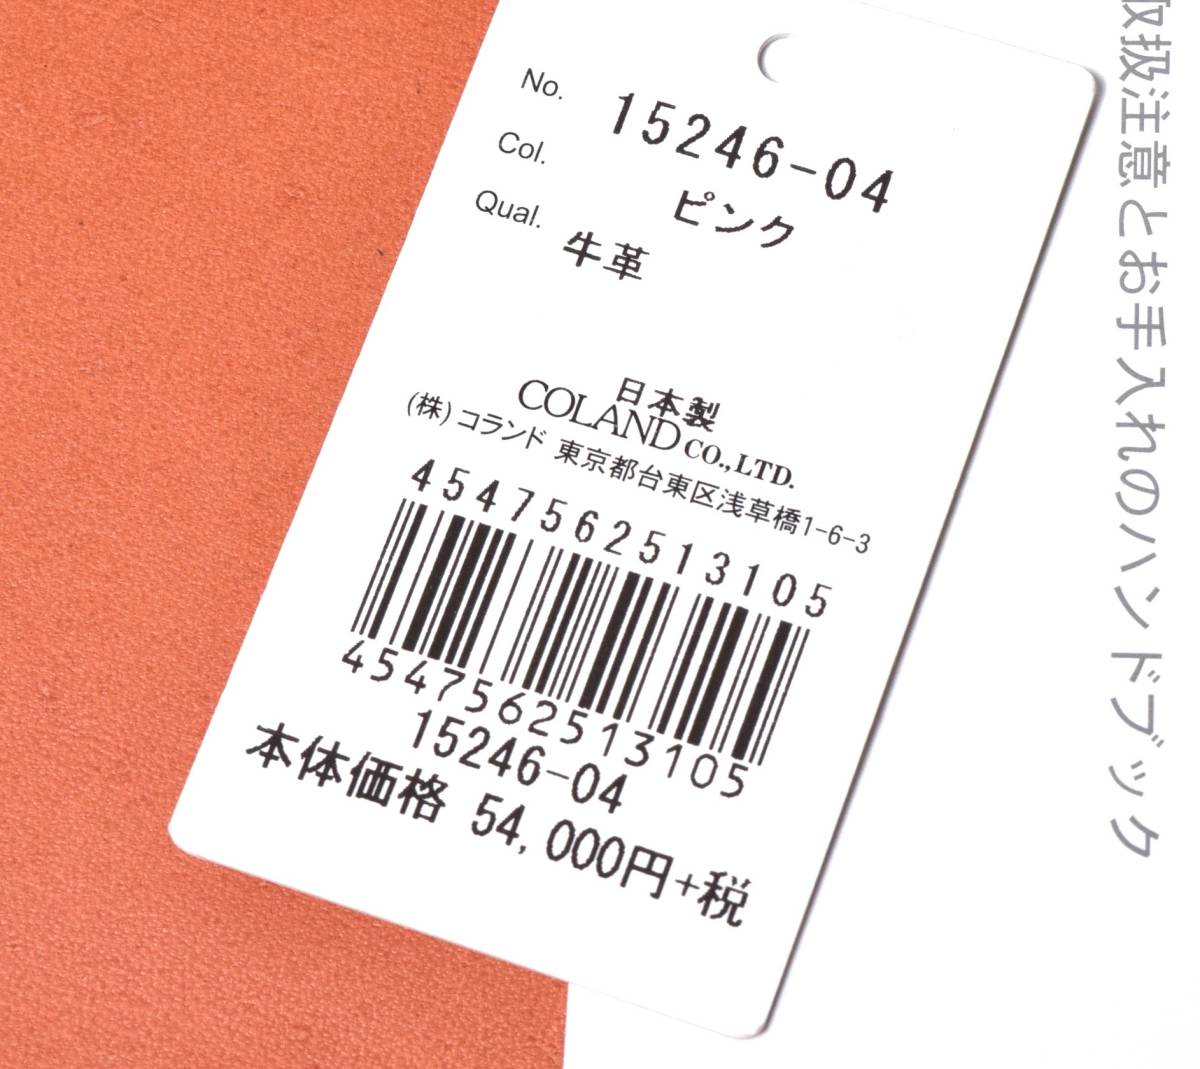 No. 15246-04
Col. ピンク
Qual. 牛革
日本製
COLAND CO., LTD.
(株) コランド 東京都台東区浅草橋1-6-3
4547562513105
4547562513105
15246-04
本体価格 54,000円+税
取扱注意とお手入れのハンドブック